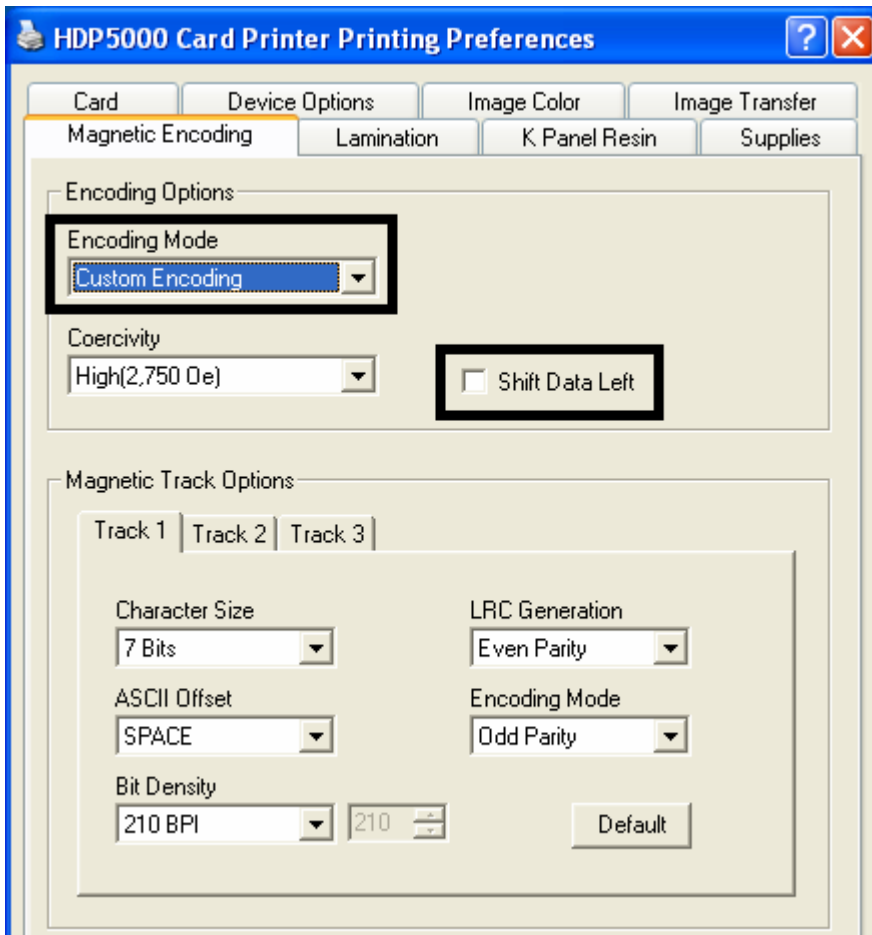 HDP5000 Card Printer Printing Preferences
Card Device Options Image Color Image Transfer
Magnetic Encoding Lamination K Panel Resin Supplies
Encoding Options
Encoding Mode
Custom Encoding
Coercivity
High(2,750 Oe)
Shift Data Left
Magnetic Track Options
Track 1 Track 2 Track 3
Character Size LRC Generation
7 Bits Even Parity
ASCII Offset Encoding Mode
SPACE Odd Parity
Bit Density
210 BPI 210 Default